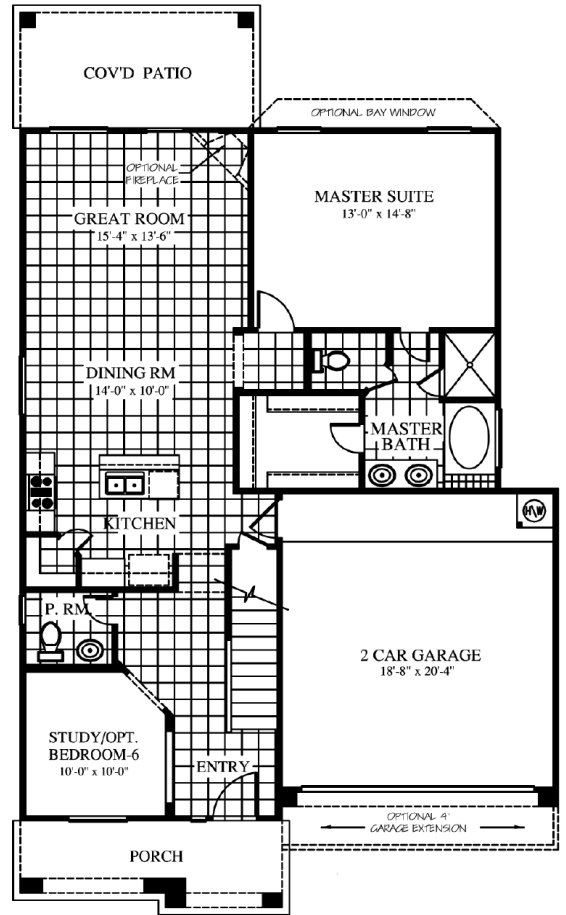 COV'D PATIO
OPTIONAL BAY WINDOW
OPTIONAL
FIREPLACE
MASTER SUITE
13'-0" x 14'-8"
GREAT ROOM
15'-4" x 13'-6"
DINING RM
14'-0" x 10'-0"
MASTER
BATH
KITCHEN
H/W
P. RM.
2 CAR GARAGE
18'-8" x 20'-4"
STUDY/OPT.
BEDROOM-6
10'-0" x 10'-0"
ENTRY
OPTIONAL 4'
GARAGE EXTENSION
PORCH